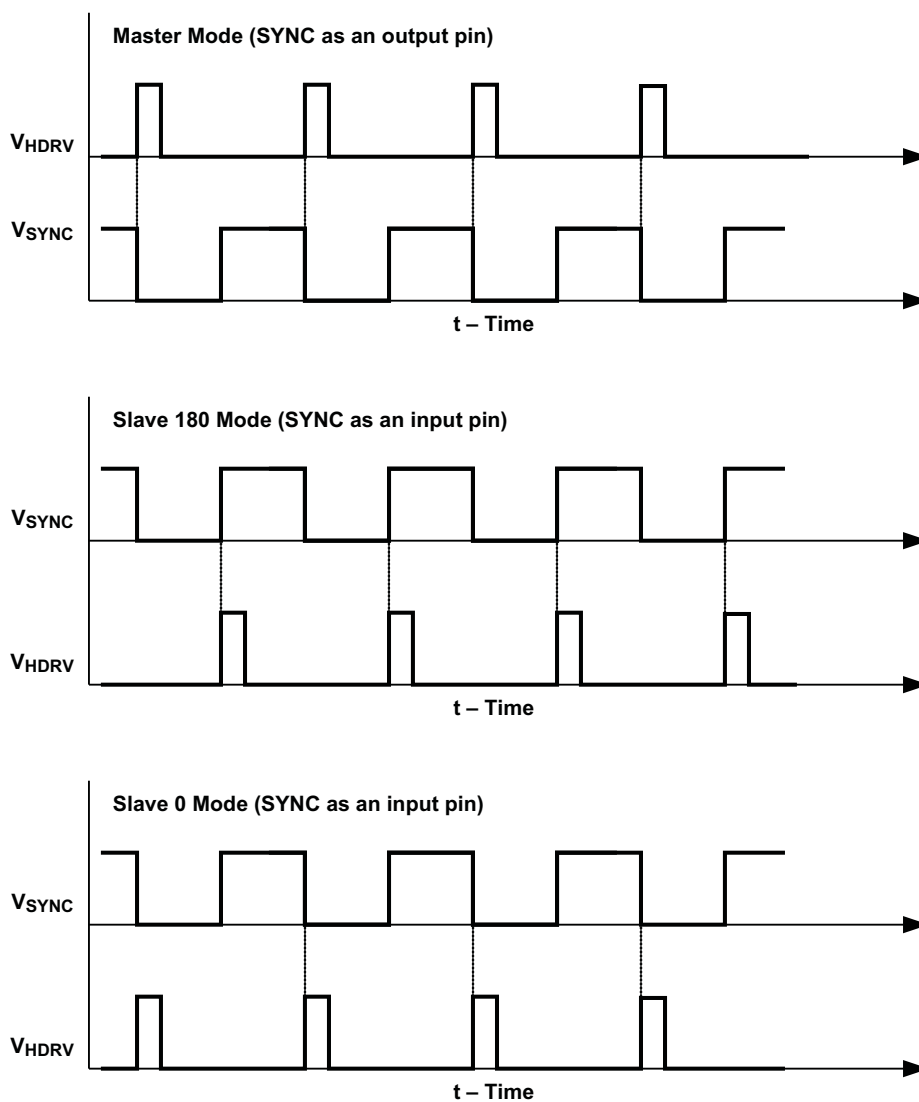 Master Mode (SYNC as an output pin)
VHDRV
VSYNC
t – Time
Slave 180 Mode (SYNC as an input pin)
VSYNC
VHDRV
t – Time
Slave 0 Mode (SYNC as an input pin)
VSYNC
VHDRV
t – Time